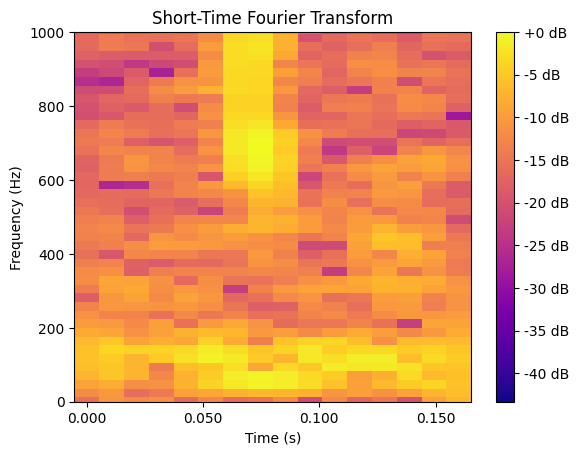 Short-Time Fourier Transform
Frequency (Hz)
1000
800
600
400
200
0
0.000
0.050
0.100
0.150
Time (s)
+0 dB
-5 dB
-10 dB
-15 dB
-20 dB
-25 dB
-30 dB
-35 dB
-40 dB